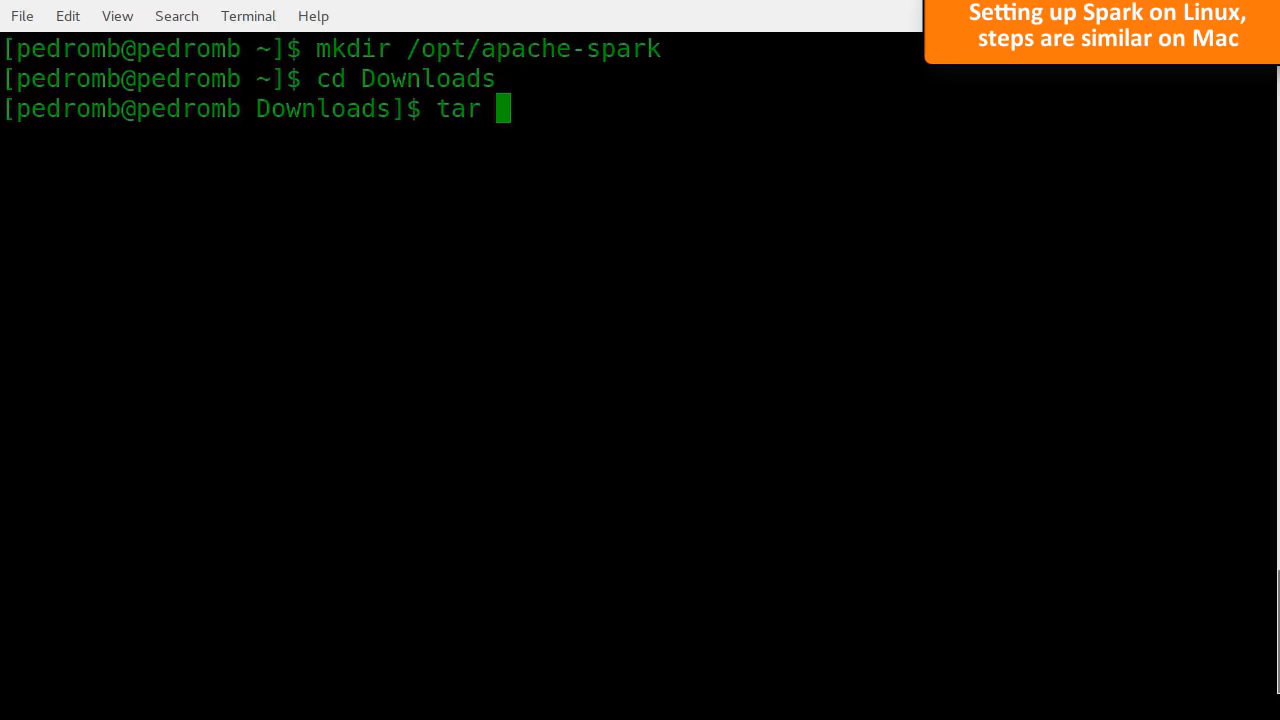 File Edit View Search Terminal Help
Setting up Spark on Linux,
steps are similar on Mac
[pedromb@pedromb ~]$ mkdir /opt/apache-spark
[pedromb@pedromb ~]$ cd Downloads
[pedromb@pedromb Downloads]$ tar